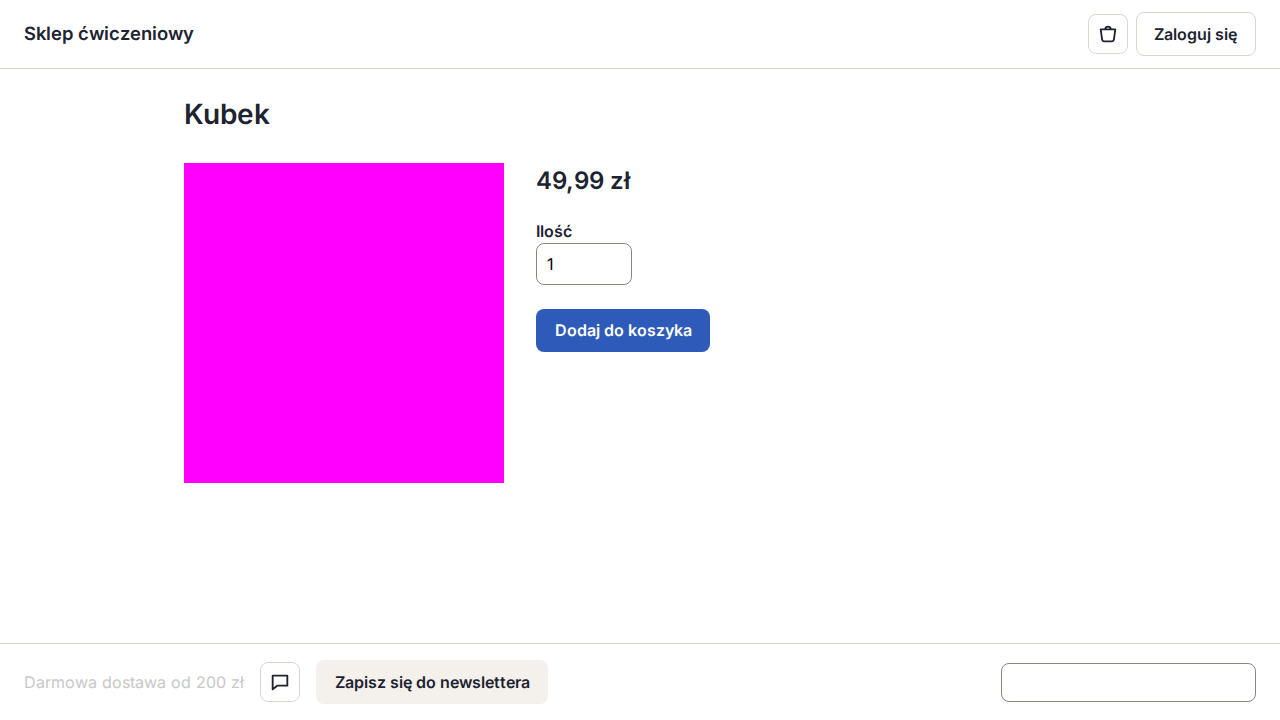 Sklep ćwiczeniowy
Zaloguj się
Kubek
49,99 zł
Ilość
1
Dodaj do koszyka
Darmowa dostawa od 200 zł
Zapisz się do newslettera